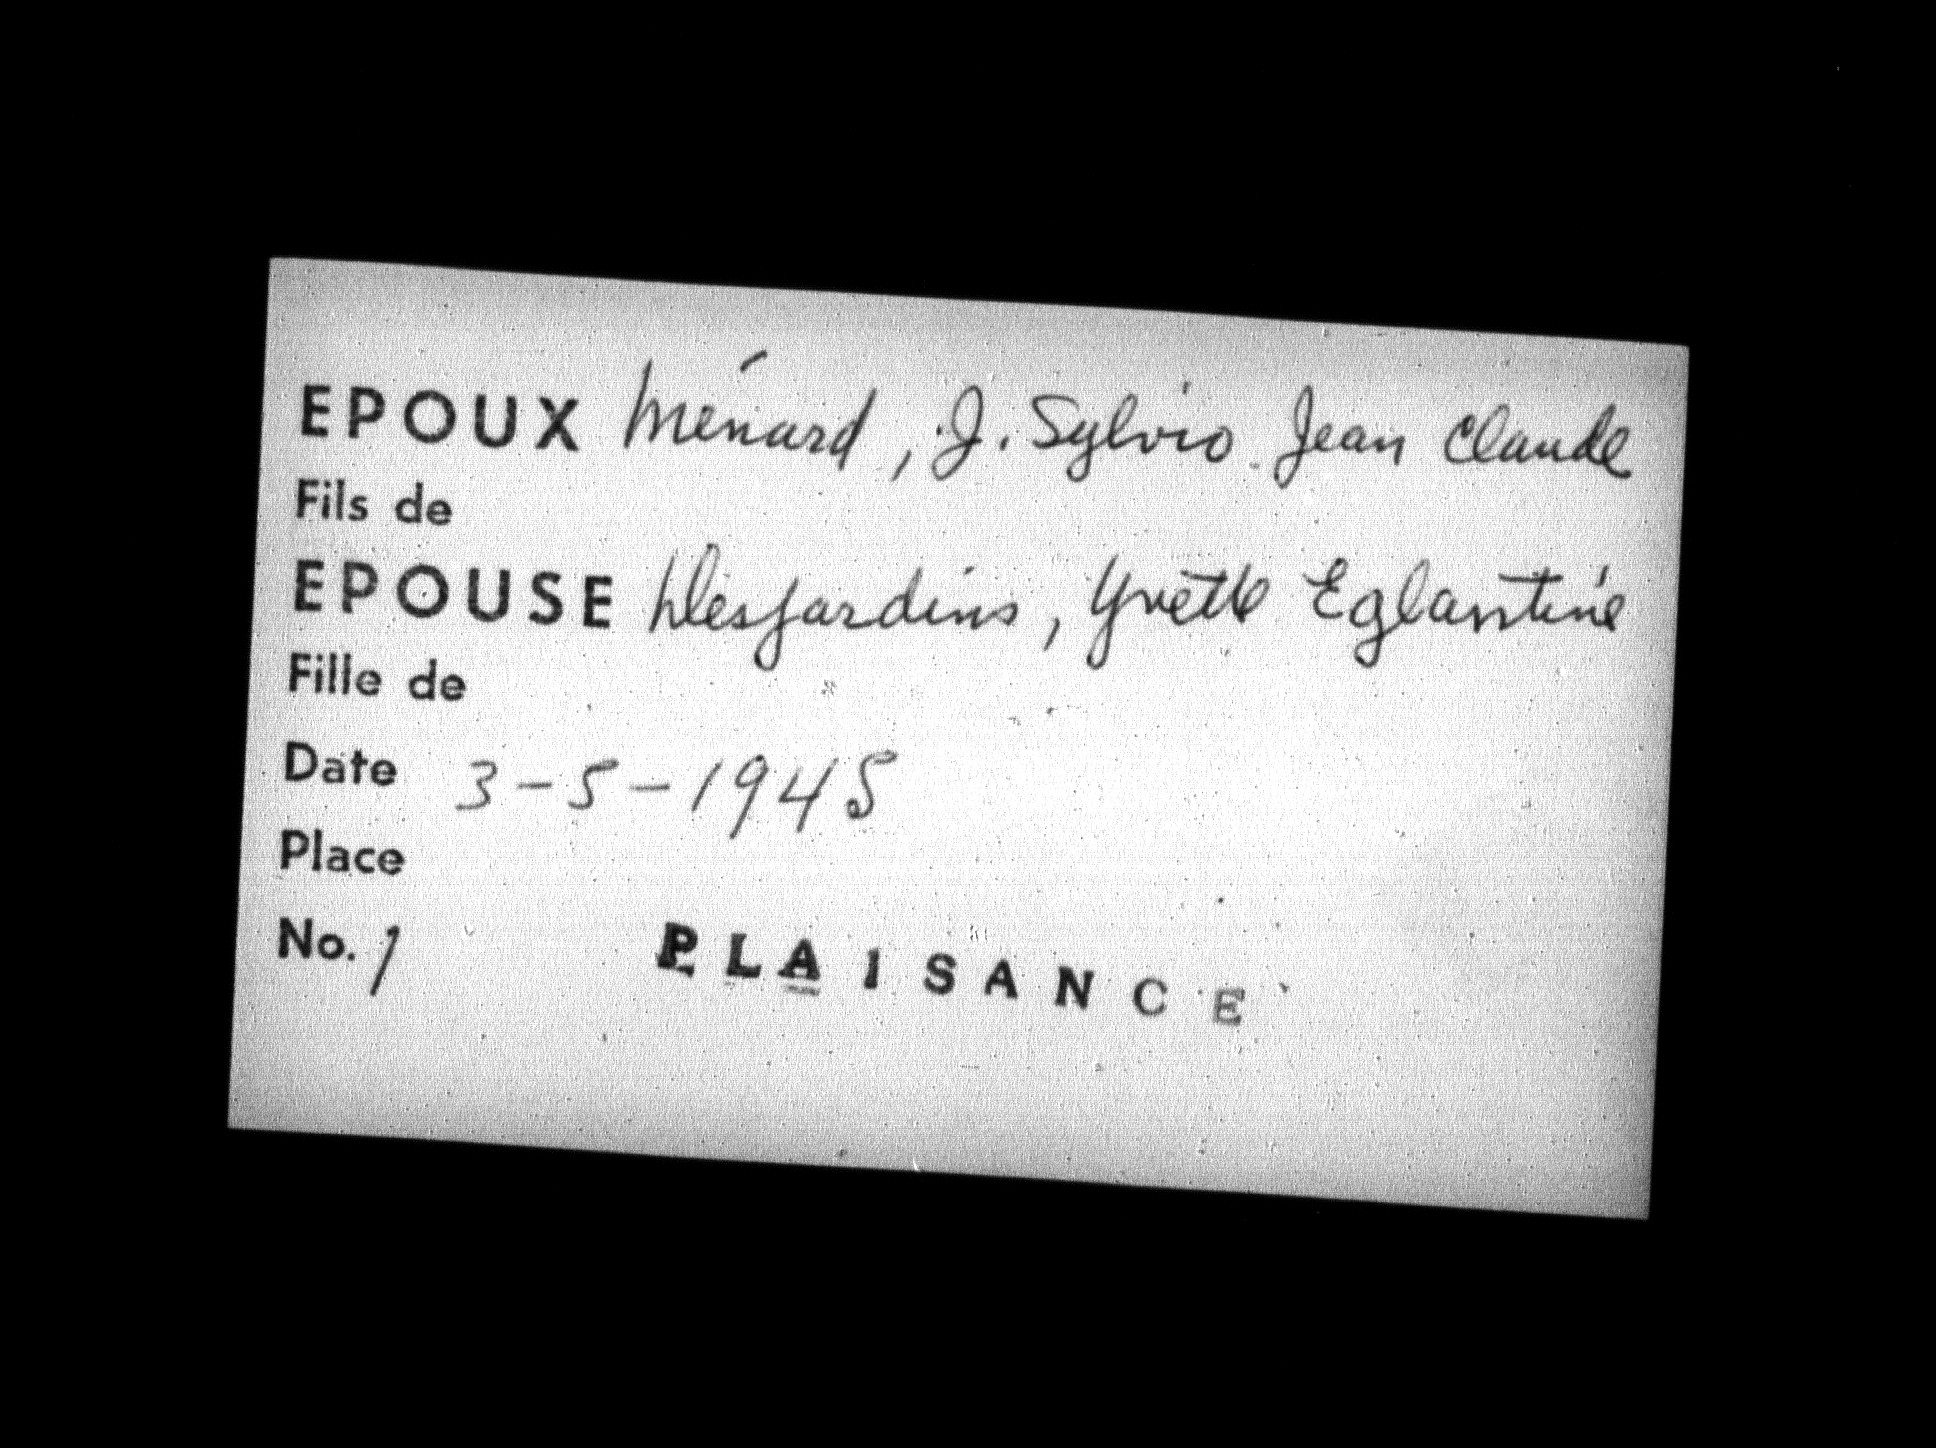 EPOUX Ménard, J. Sylvio Jean Claude
Fils de
EPOUSE Desjardins, Yvette Eglantine
Fille de
Date 3-5-1945
Place
No. 1 PLAISANCE